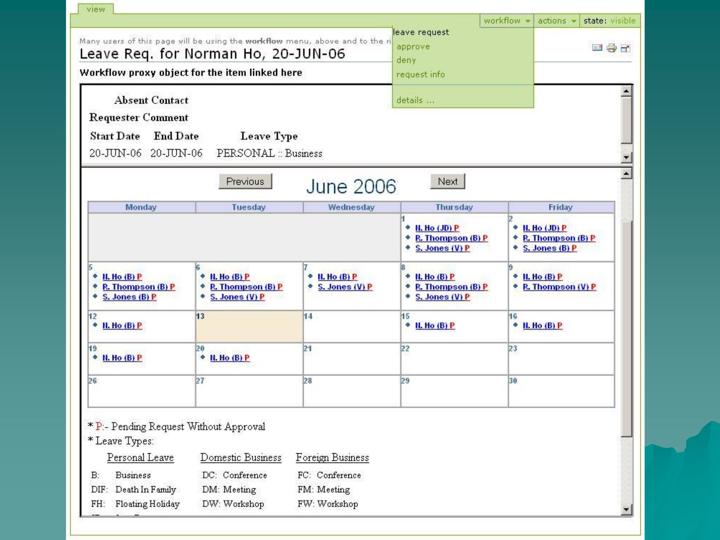 view
workflow actions state: visible
Many users of this page will be using the workflow menu, above and to the ri
leave request
approve
deny
request info
details ...
Leave Req. for Norman Ho, 20-JUN-06
Workflow proxy object for the item linked here
Absent Contact
Requester Comment
Start Date End Date Leave Type
20-JUN-06 20-JUN-06 PERSONAL :: Business
Previous June 2006 Next
Monday Tuesday Wednesday Thursday Friday
1 2
N. Ho (JD) P N. Ho (JD) P
R. Thompson (B) P R. Thompson (B) P
S. Jones (V) P S. Jones (B) P
5 6 7 8 9
N. Ho (B) P N. Ho (B) P N. Ho (B) P N. Ho (B) P N. Ho (B) P
R. Thompson (B) P R. Thompson (B) P S. Jones (V) P R. Thompson (B) P R. Thompson (V) P
S. Jones (B) P S. Jones (V) P S. Jones (V) P
12 13 14 15 16
N. Ho (B) P N. Ho (B) P N. Ho (B) P
19 20 21 22 23
N. Ho (B) P N. Ho (B) P
26 27 28 29 30
* P:- Pending Request Without Approval
* Leave Types:
Personal Leave Domestic Business Foreign Business
B: Business DC: Conference FC: Conference
DIF: Death In Family DM: Meeting FM: Meeting
FH: Floating Holiday DW: Workshop FW: Workshop